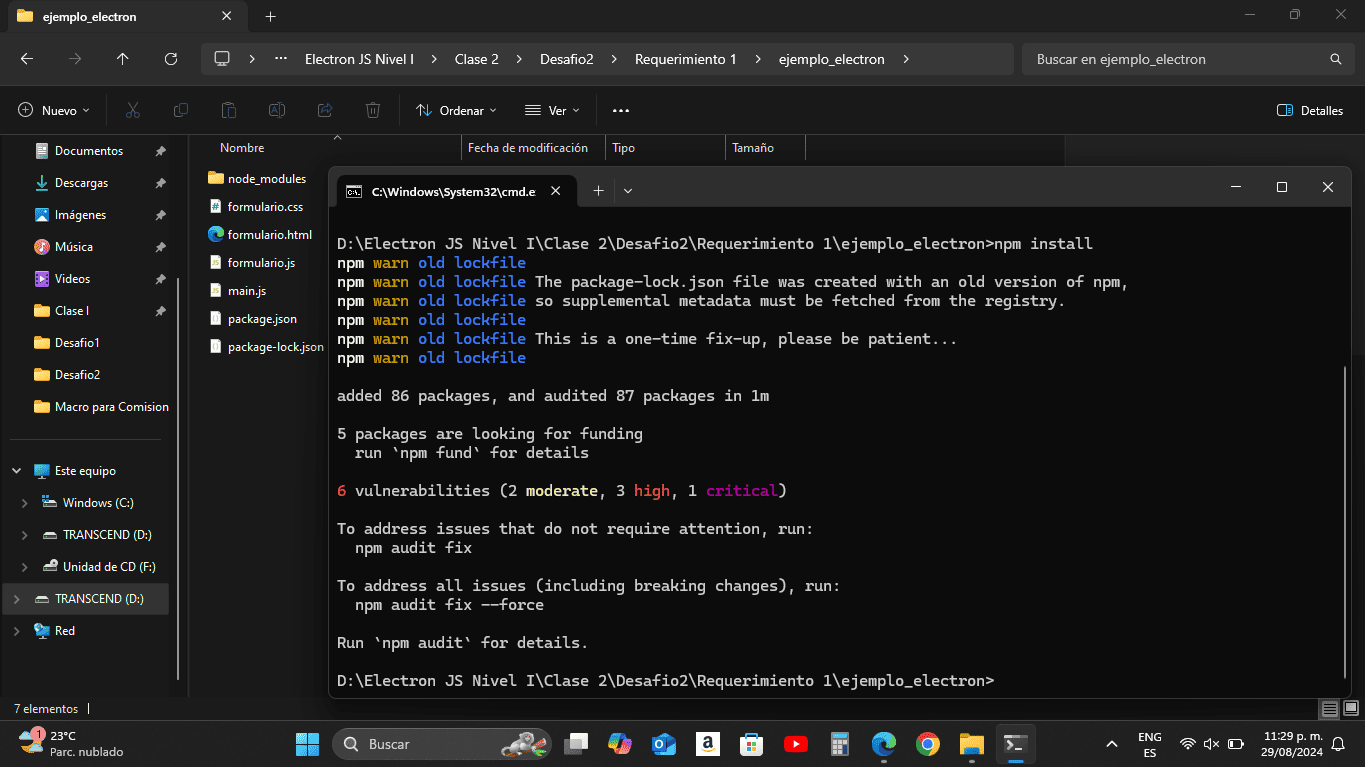 ejemplo_electron
Electron JS Nivel I > Clase 2 > Desafio2 > Requerimiento 1 > ejemplo_electron >
Buscar en ejemplo_electron
Nuevo
Ordenar
Ver
Detalles
Nombre
Fecha de modificación
Tipo
Tamaño
Documentos
Descargas
Imágenes
Música
Videos
Clase I
Desafio1
Desafio2
Macro para Comision
Este equipo
Windows (C:)
TRANSCEND (D:)
Unidad de CD (F:)
TRANSCEND (D:)
Red
node_modules
formulario.css
formulario.html
formulario.js
main.js
package.json
package-lock.json
C:\Windows\System32\cmd.e
D:\Electron JS Nivel I\Clase 2\Desafio2\Requerimiento 1\ejemplo_electron>npm install
npm warn old lockfile
npm warn old lockfile The package-lock.json file was created with an old version of npm,
npm warn old lockfile so supplemental metadata must be fetched from the registry.
npm warn old lockfile
npm warn old lockfile This is a one-time fix-up, please be patient...
npm warn old lockfile
added 86 packages, and audited 87 packages in 1m
5 packages are looking for funding
run `npm fund` for details
6 vulnerabilities (2 moderate, 3 high, 1 critical)
To address issues that do not require attention, run:
npm audit fix
To address all issues (including breaking changes), run:
npm audit fix --force
Run `npm audit` for details.
D:\Electron JS Nivel I\Clase 2\Desafio2\Requerimiento 1\ejemplo_electron>
7 elementos
1
23°C
Parc. nublado
Buscar
ENG
ES
11:29 p. m.
29/08/2024